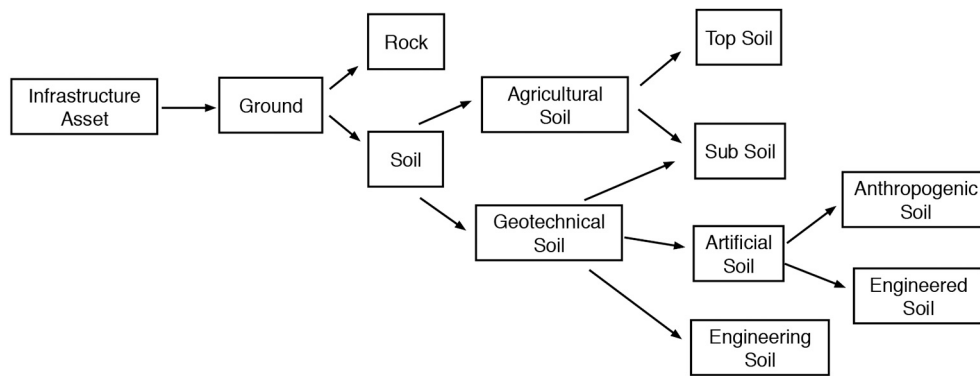 Infrastructure
Asset
Ground
Rock
Soil
Agricultural
Soil
Geotechnical
Soil
Top Soil
Sub Soil
Artificial
Soil
Engineering
Soil
Anthropogenic
Soil
Engineered
Soil